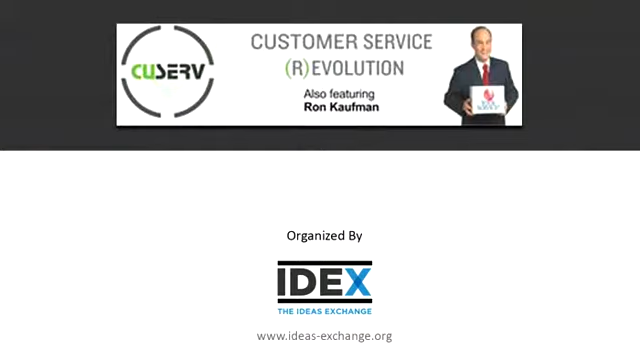 CUSERV
CUSTOMER SERVICE
(R)EVOLUTION
Also featuring
Ron Kaufman
Organized By
IDEX
THE IDEAS EXCHANGE
www.ideas-exchange.org